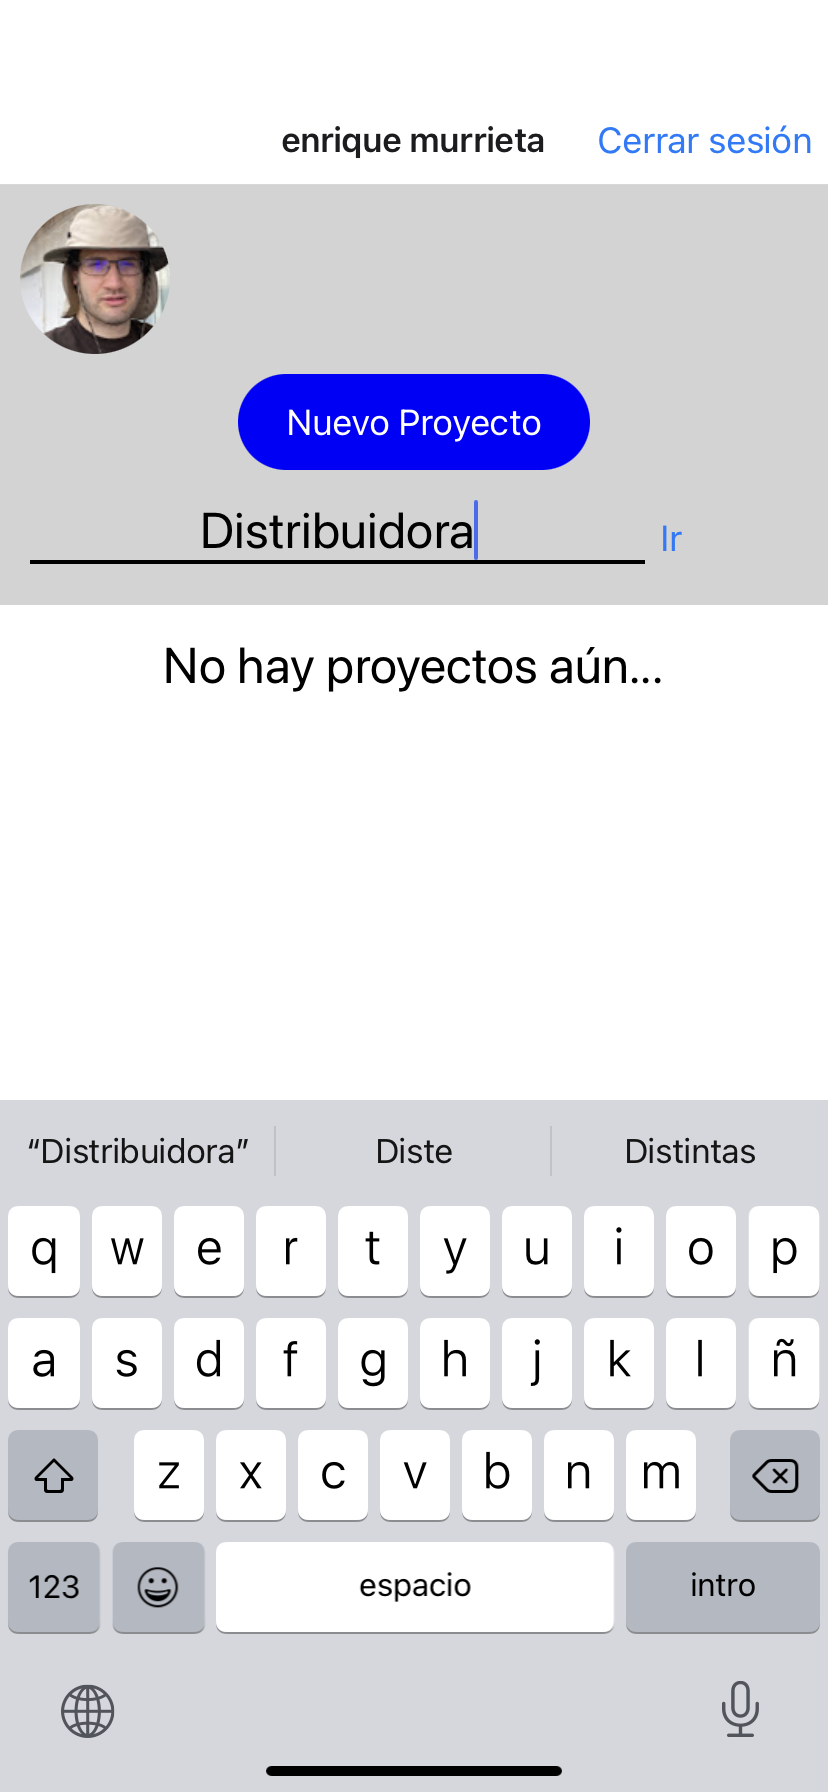 enrique murrieta Cerrar sesión
Nuevo Proyecto
Distribuidora Ir
No hay proyectos aún...
“Distribuidora” Diste Distintas
q w e r t y u i o p
a s d f g h j k l ñ
z x c v b n m
123 espacio intro